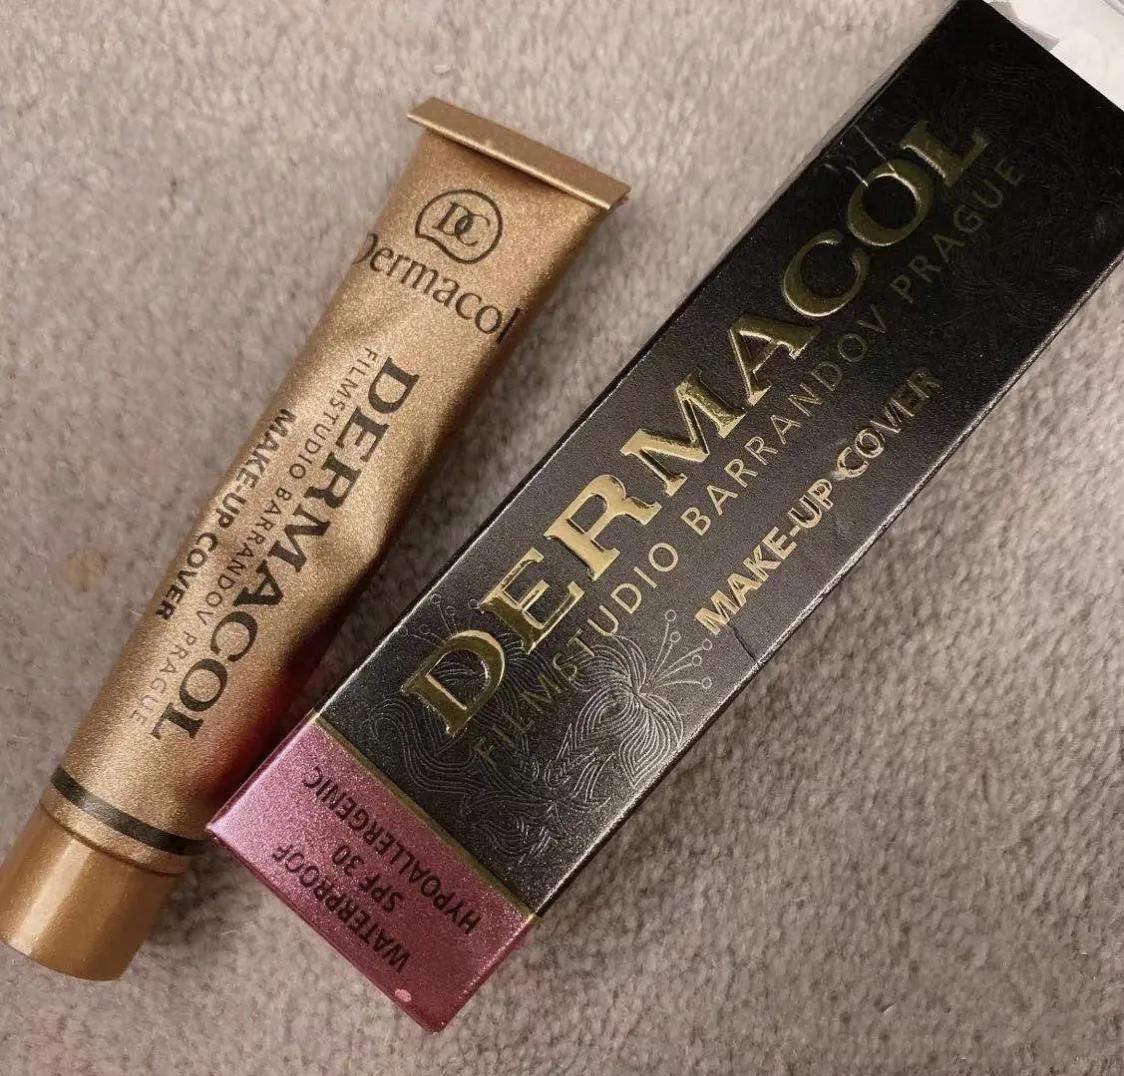 DC
Dermacol
DERMACOL
FILMSTUDIO BARRANDOV PRAGUE
MAKE-UP COVER
DERMACOL
FILMSTUDIO BARRANDOV PRAGUE
MAKE-UP COVER
WATERPROOF
SPF 30
HYPOALLERGENIC